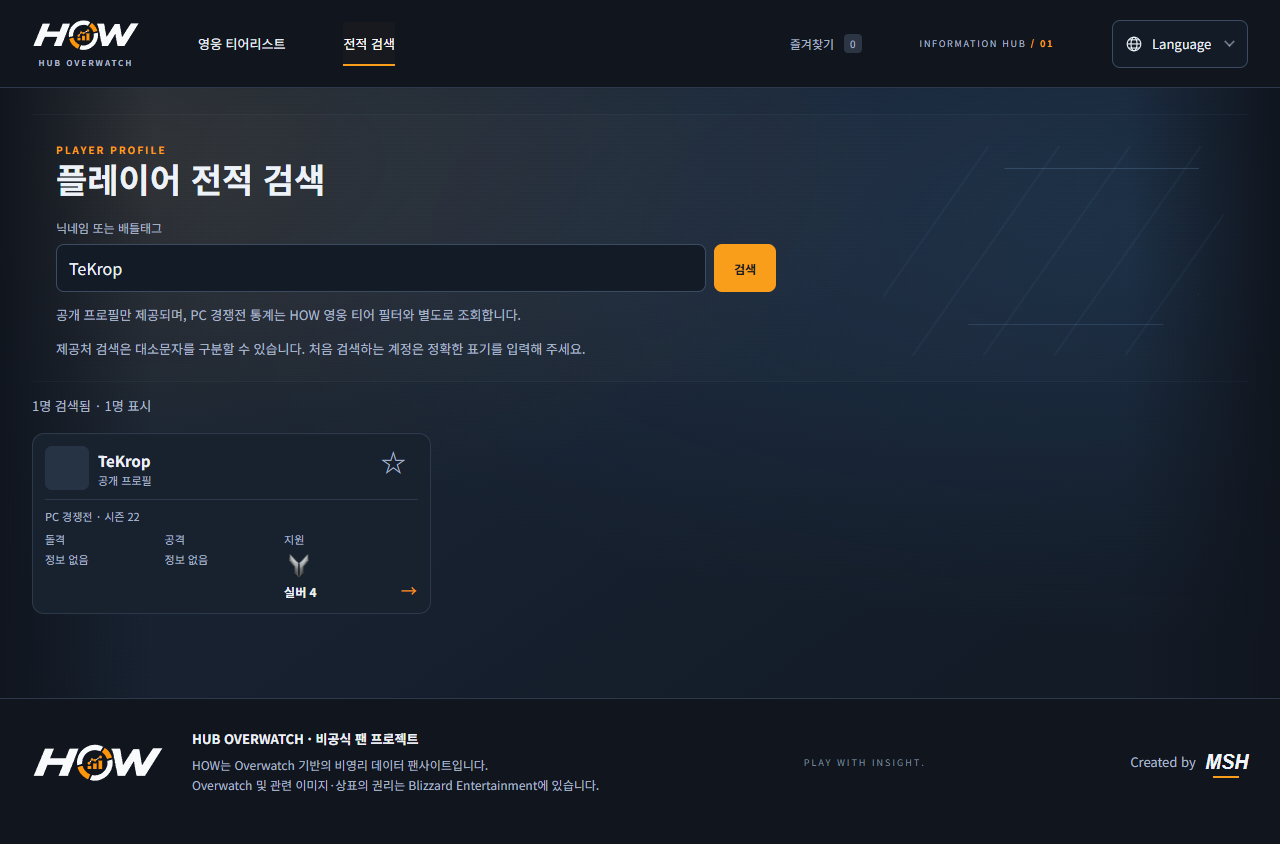 HOW
HUB OVERWATCH
영웅 티어리스트
전적 검색
즐겨찾기 0
INFORMATION HUB / 01
Language
PLAYER PROFILE
플레이어 전적 검색
닉네임 또는 배틀태그
TeKrop
검색
공개 프로필만 제공되며, PC 경쟁전 통계는 HOW 영웅 티어 필터와 별도로 조회합니다.
제공처 검색은 대소문자를 구분할 수 있습니다. 처음 검색하는 계정은 정확한 표기를 입력해 주세요.
1명 검색됨 · 1명 표시
TeKrop
공개 프로필
PC 경쟁전 · 시즌 22
돌격 공격 지원
정보 없음 정보 없음
실버 4 →
HOW
HUB OVERWATCH · 비공식 팬 프로젝트
HOW는 Overwatch 기반의 비영리 데이터 팬사이트입니다.
Overwatch 및 관련 이미지·상표의 권리는 Blizzard Entertainment에 있습니다.
PLAY WITH INSIGHT.
Created by MSH